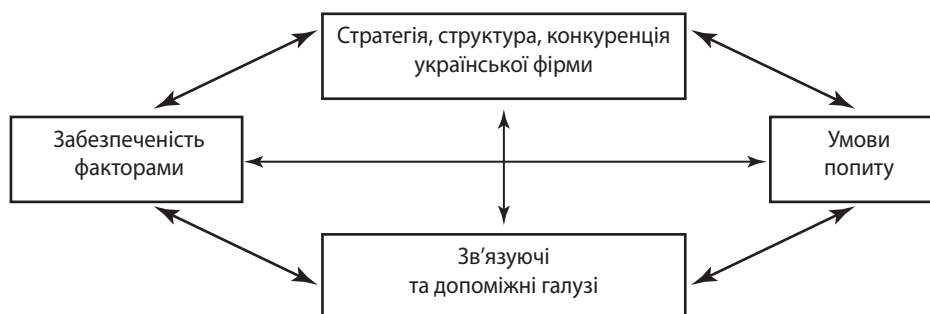 Стратегія, структура, конкуренція
української фірми
Забезпеченість
факторами
Умови
попиту
Зв’язуючі
та допоміжні галузі